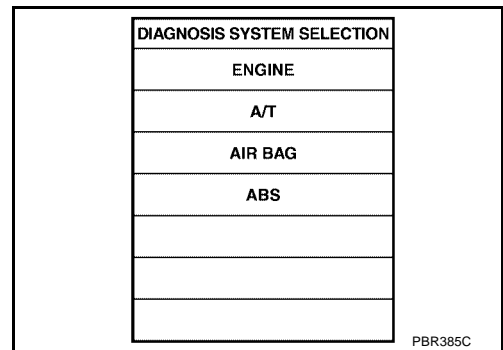 DIAGNOSIS SYSTEM SELECTION
ENGINE
A/T
AIR BAG
ABS
PBR385C